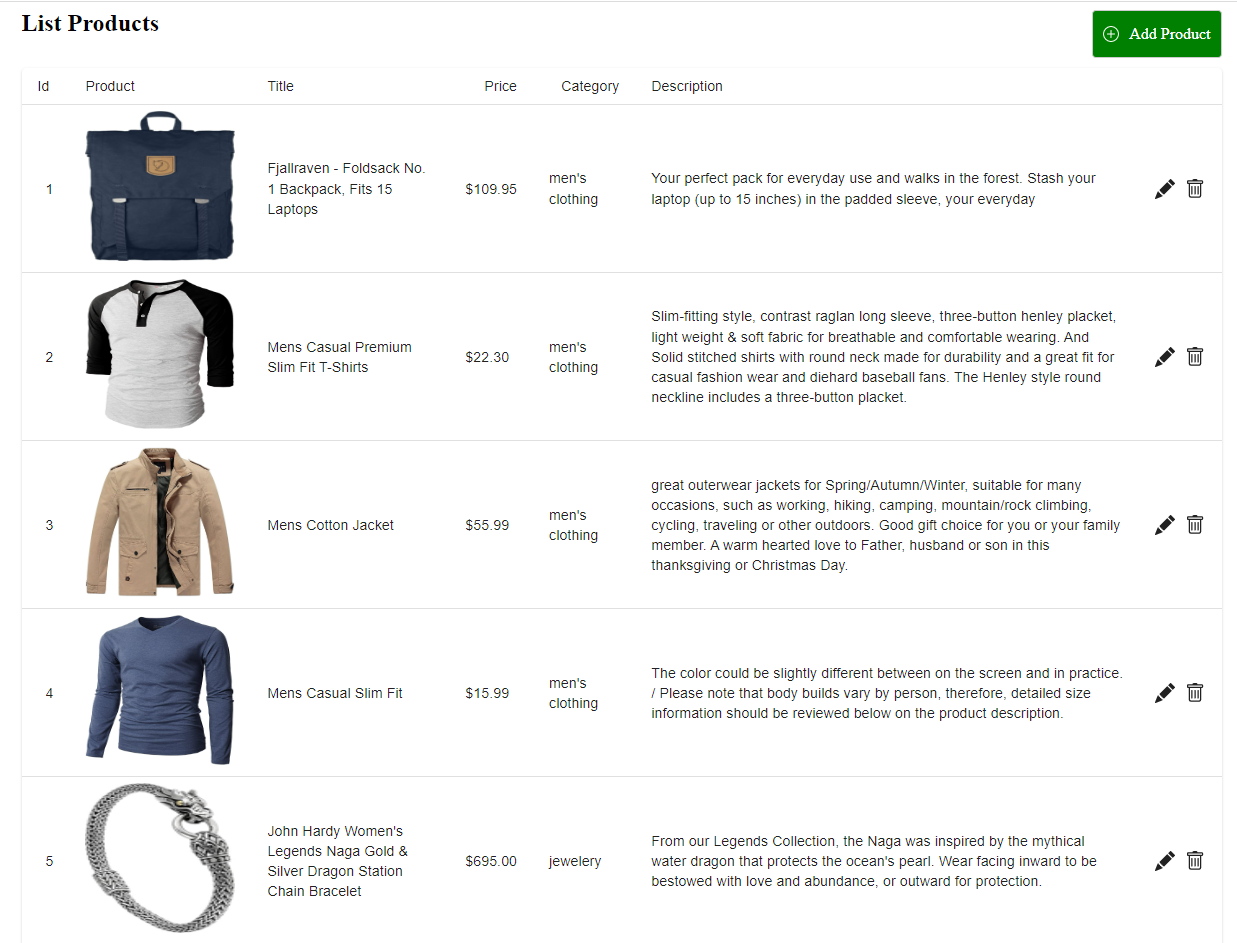 List Products
Add Product
Id Product Title Price Category Description
1
Fjallraven - Foldsack No.
1 Backpack, Fits 15
Laptops
$109.95
men's
clothing
Your perfect pack for everyday use and walks in the forest. Stash your
laptop (up to 15 inches) in the padded sleeve, your everyday
2
Mens Casual Premium
Slim Fit T-Shirts
$22.30
men's
clothing
Slim-fitting style, contrast raglan long sleeve, three-button henley placket,
light weight & soft fabric for breathable and comfortable wearing. And
Solid stitched shirts with round neck made for durability and a great fit for
casual fashion wear and diehard baseball fans. The Henley style round
neckline includes a three-button placket.
3
Mens Cotton Jacket
$55.99
men's
clothing
great outerwear jackets for Spring/Autumn/Winter, suitable for many
occasions, such as working, hiking, camping, mountain/rock climbing,
cycling, traveling or other outdoors. Good gift choice for you or your family
member. A warm hearted love to Father, husband or son in this
thanksgiving or Christmas Day.
4
Mens Casual Slim Fit
$15.99
men's
clothing
The color could be slightly different between on the screen and in practice.
/ Please note that body builds vary by person, therefore, detailed size
information should be reviewed below on the product description.
5
John Hardy Women's
Legends Naga Gold &
Silver Dragon Station
Chain Bracelet
$695.00
jewelery
From our Legends Collection, the Naga was inspired by the mythical
water dragon that protects the ocean's pearl. Wear facing inward to be
bestowed with love and abundance, or outward for protection.